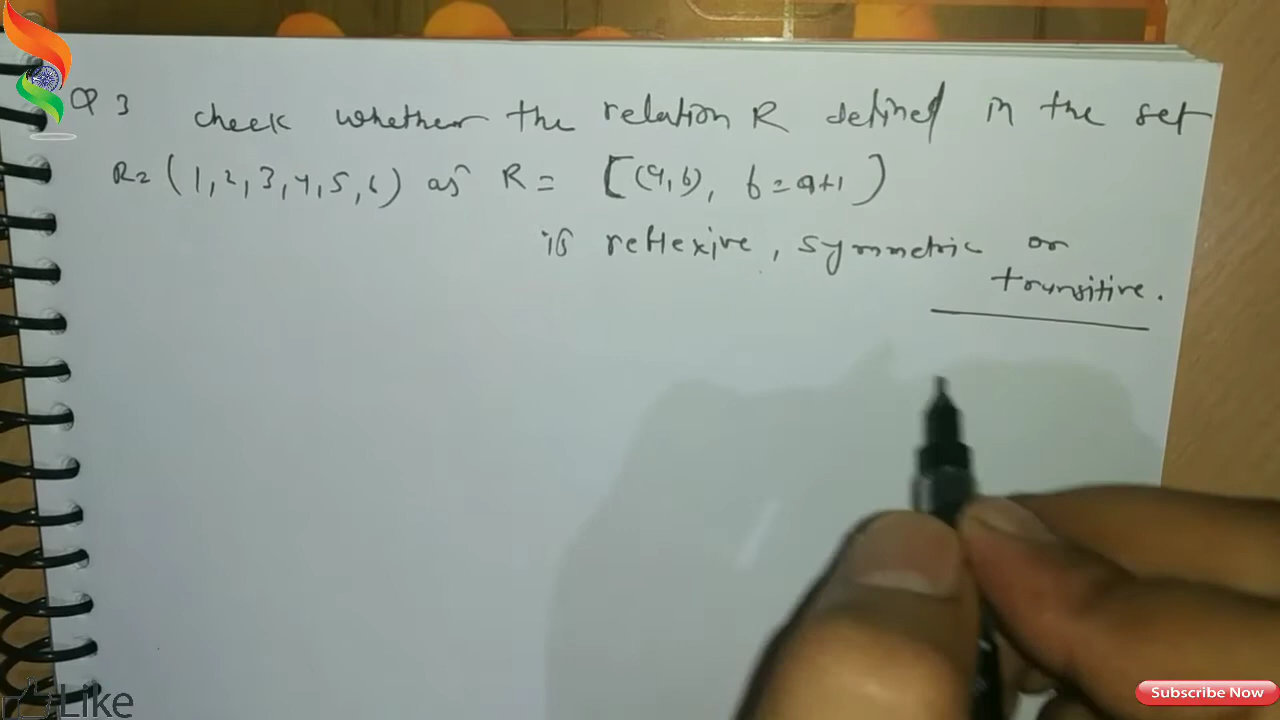 Q 3 check whether the relation R defined in the set
R = (1,2,3,4,5,6) as R = [(a,b), b=a+1)
is reflexive, symmetric or
transitive.
Like
Subscribe Now